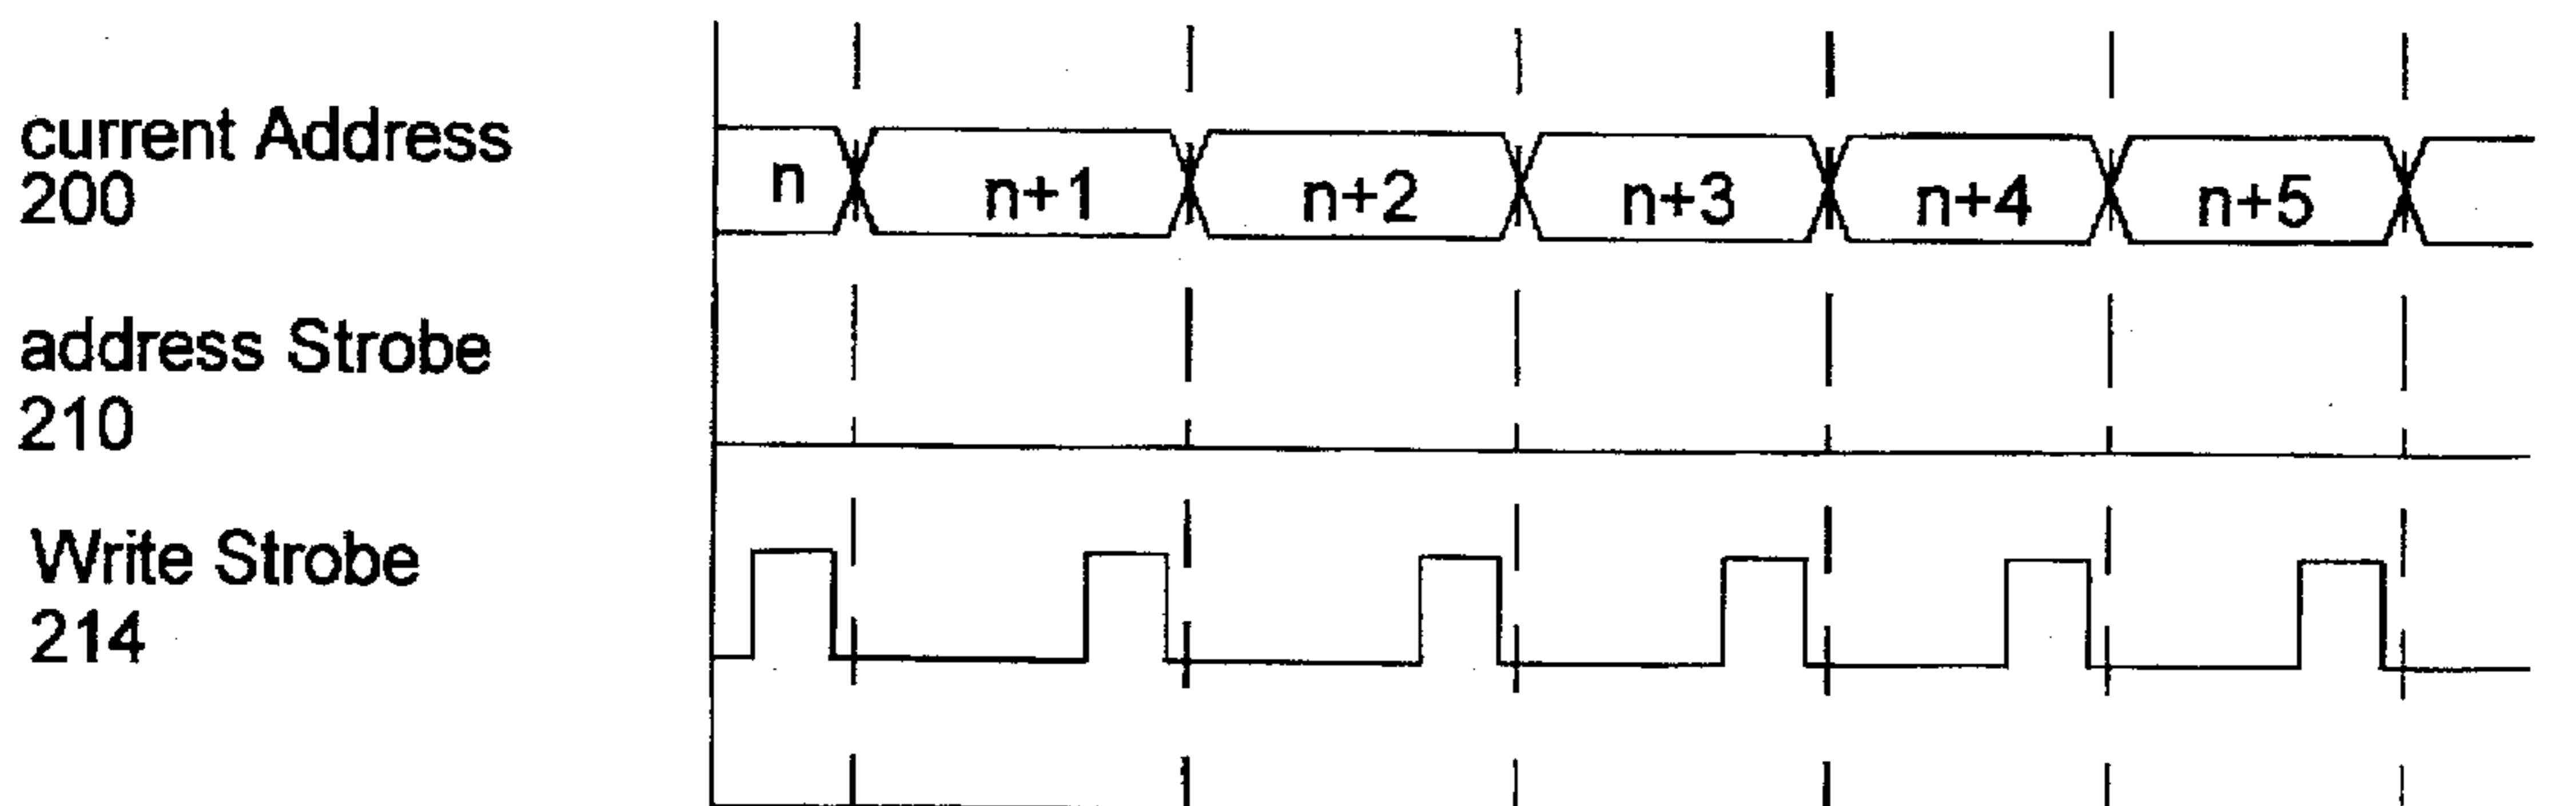 current Address
200
n
n+1
n+2
n+3
n+4
n+5
address Strobe
210
Write Strobe
214